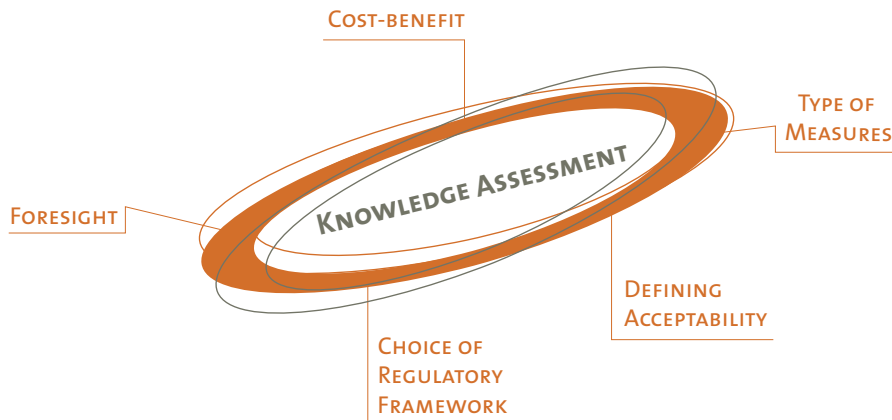 Cost-benefit
Type of
Measures
Knowledge Assessment
Foresight
Defining
Acceptability
Choice of
Regulatory
Framework